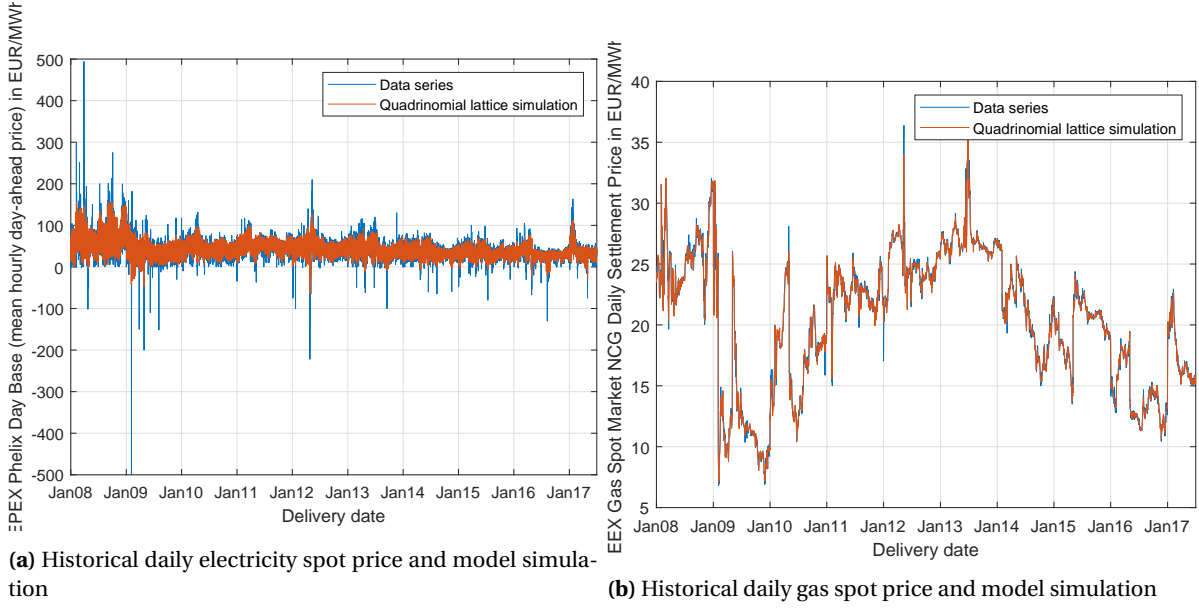 EPEX Phelix Day Base (mean hourly day-ahead price) in EUR/MWh
500
400
300
200
100
0
-100
-200
-300
-400
-500
Data series
Quadrinomial lattice simulation
Jan08 Jan09 Jan10 Jan11 Jan12 Jan13 Jan14 Jan15 Jan16 Jan17
Delivery date
(a) Historical daily electricity spot price and model simula-
tion
EEX Gas Spot Market NCG Daily Settlement Price in EUR/MWh
40
35
30
25
20
15
10
5
Data series
Quadrinomial lattice simulation
Jan08 Jan09 Jan10 Jan11 Jan12 Jan13 Jan14 Jan15 Jan16 Jan17
Delivery date
(b) Historical daily gas spot price and model simulation